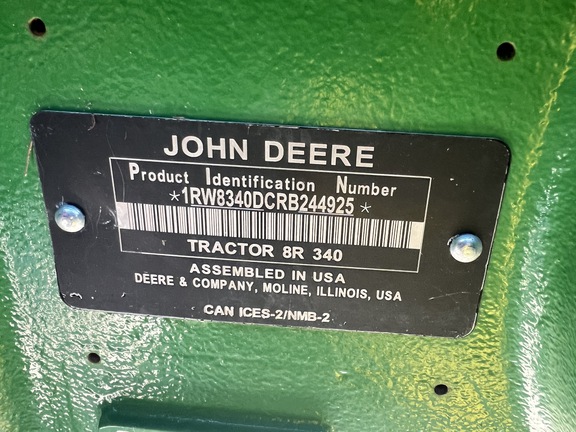 JOHN DEERE
Product Identification Number
*1RW8340DCRB244925*
TRACTOR 8R 340
ASSEMBLED IN USA
DEERE & COMPANY, MOLINE, ILLINOIS, USA
CAN ICES-2/NMB-2